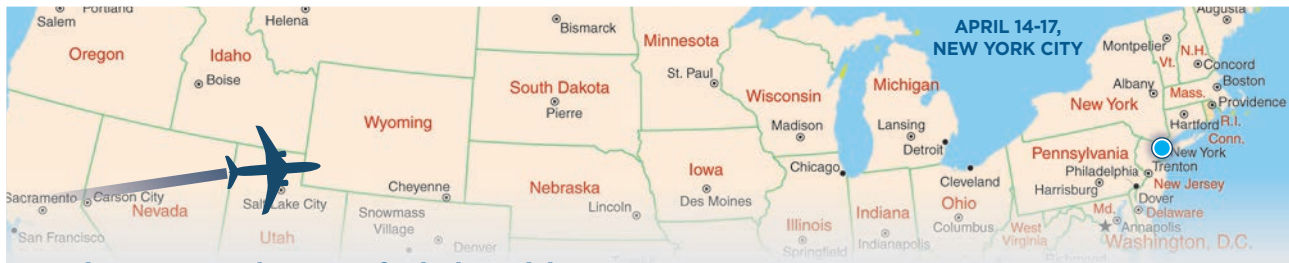 Portland
Salem
Helena
Bismarck
APRIL 14-17,
NEW YORK CITY
Augusta
Oregon
Idaho
Minnesota
Montpelier
N.H.
Vt.
Concord
Boise
South Dakota
St. Paul
Wisconsin
Michigan
Albany
Boston
Mass.
Pierre
New York
Providence
Wyoming
Madison
Lansing
Hartford
R.I.
Conn.
Detroit
Iowa
Chicago
Pennsylvania
New York
Trenton
Cleveland
Philadelphia
Cheyenne
Nebraska
Harrisburg
New Jersey
Sacramento
Carson City
Salt Lake City
Des Moines
Dover
Nevada
Snowmass
Village
Lincoln
Illinois
Indiana
Ohio
Md.
Delaware
Columbus
West
Virginia
Annapolis
San Francisco
Utah
Denver
Springfield
Indianapolis
Washington, D.C.